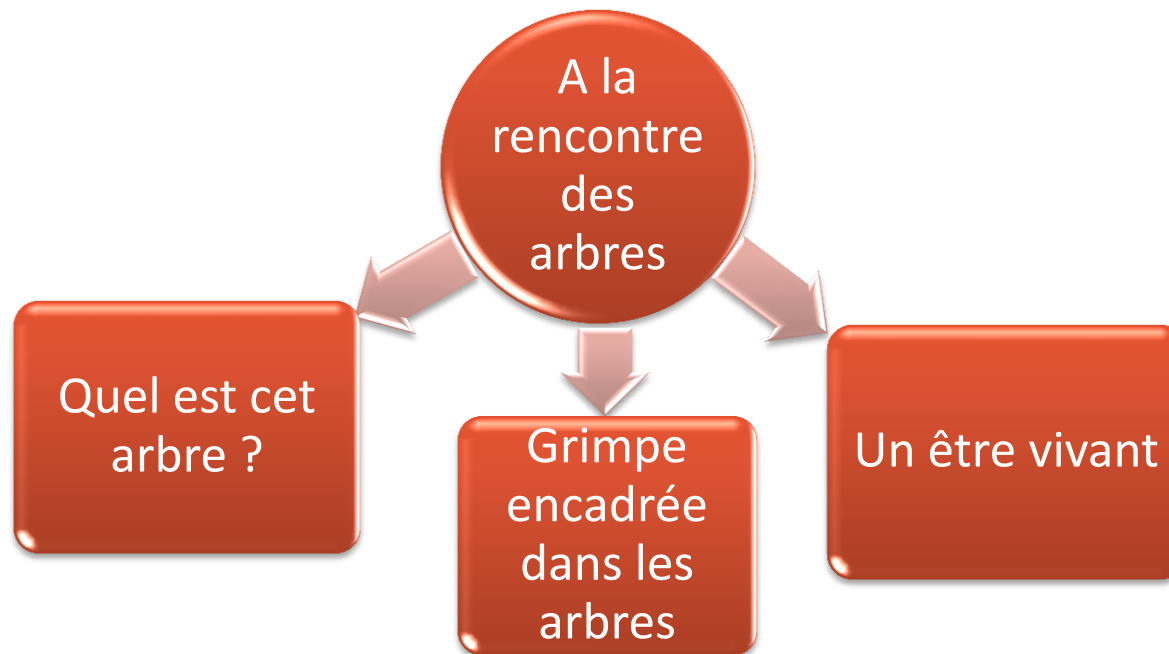 A la
rencontre
des
arbres
Quel est cet
arbre ?
Grimpe
encadrée
dans les
arbres
Un être vivant